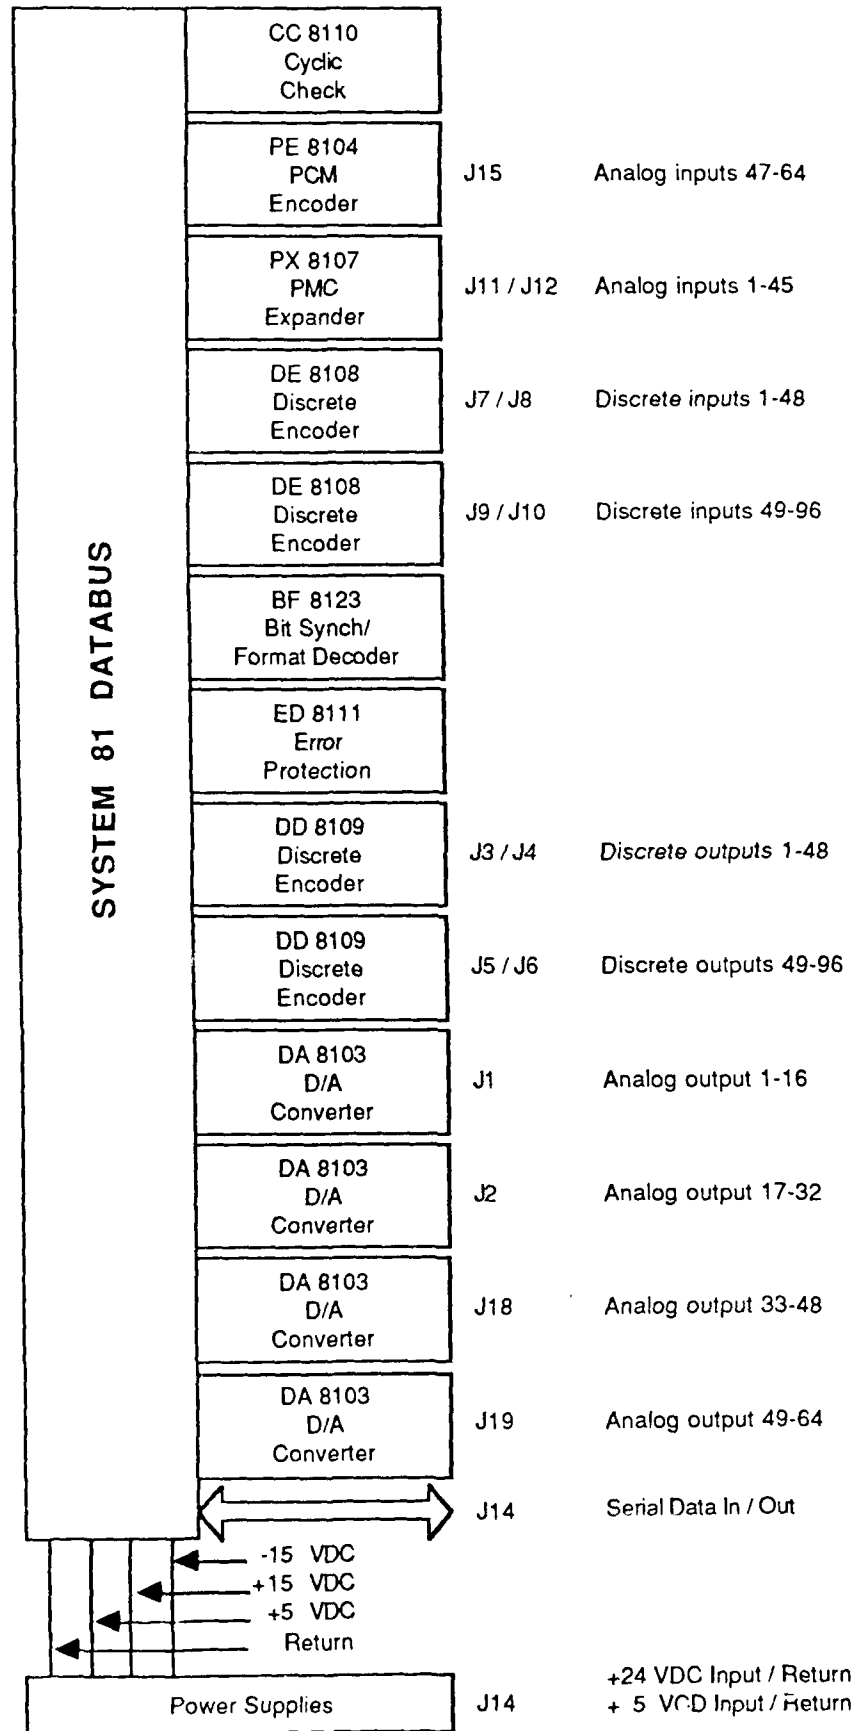 CC 8110
Cyclic
Check
PE 8104
PCM
Encoder
J15 Analog inputs 47-64
PX 8107
PMC
Expander
J11 / J12 Analog inputs 1-45
DE 8108
Discrete
Encoder
J7 / J8 Discrete inputs 1-48
DE 8108
Discrete
Encoder
J9 / J10 Discrete inputs 49-96
SYSTEM 81 DATABUS
BF 8123
Bit Synch/
Format Decoder
ED 8111
Error
Protection
DD 8109
Discrete
Encoder
J3 / J4 Discrete outputs 1-48
DD 8109
Discrete
Encoder
J5 / J6 Discrete outputs 49-96
DA 8103
D/A
Converter
J1 Analog output 1-16
DA 8103
D/A
Converter
J2 Analog output 17-32
DA 8103
D/A
Converter
J18 Analog output 33-48
DA 8103
D/A
Converter
J19 Analog output 49-64
J14 Serial Data In / Out
-15 VDC
+15 VDC
+5 VDC
Return
Power Supplies
J14
+24 VDC Input / Return
+ 5 VCD Input / Return